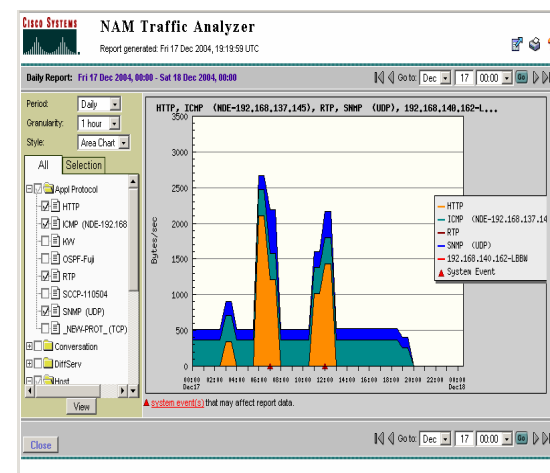 CISCO SYSTEMS
NAM Traffic Analyzer
Report generated: Fri 17 Dec 2004, 19:19:59 UTC
Daily Report: Fri 17 Dec 2004, 00:00 - Sat 18 Dec 2004, 00:00
Go to: Dec 17 00:00 Go
Period: Daily
Granularity: 1 hour
Style: Area Chart
All Selection
Appl Protocol
HTTP
ICMP (NDE-192.168
KW
OSPF-Fuji
RTP
SCCP-110504
SNMP (UDP)
_NEW-PROT_ (TCP)
Conversation
DiffServ
Host
View
HTTP, ICMP (NDE-192.168.137.145), RTP, SNMP (UDP), 192.168.140.162-L...
3500
3000
2500
2000
1500
1000
500
Bytes/sec
00:00 02:00 04:00 06:00 08:00 10:00 12:00 14:00 16:00 18:00 20:00 22:00 00:00
Dec17 Dec18
HTTP
ICMP (NDE-192.168.137.14
RTP
SNMP (UDP)
192.168.140.162-LBBW
System Event
system event(s) that may affect report data.
Close
Go to: Dec 17 00:00 Go